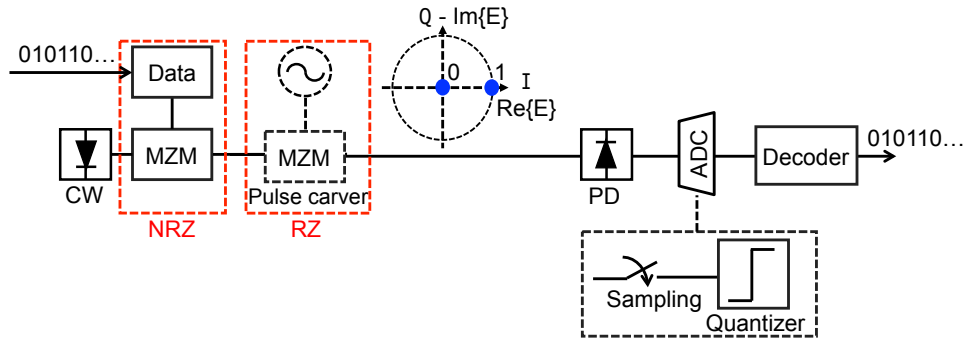 Q - Im{E}
010110...
Data
0
1
I
Re{E}
MZM
MZM
ADC
Decoder
010110...
CW
Pulse carver
PD
NRZ
RZ
Sampling
Quantizer